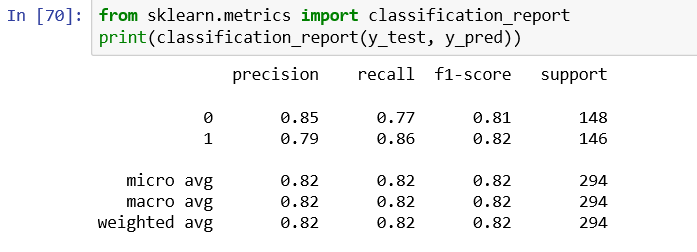 In [70]: from sklearn.metrics import classification_report
print(classification_report(y_test, y_pred))
precision recall f1-score support
0 0.85 0.77 0.81 148
1 0.79 0.86 0.82 146
micro avg 0.82 0.82 0.82 294
macro avg 0.82 0.82 0.82 294
weighted avg 0.82 0.82 0.82 294